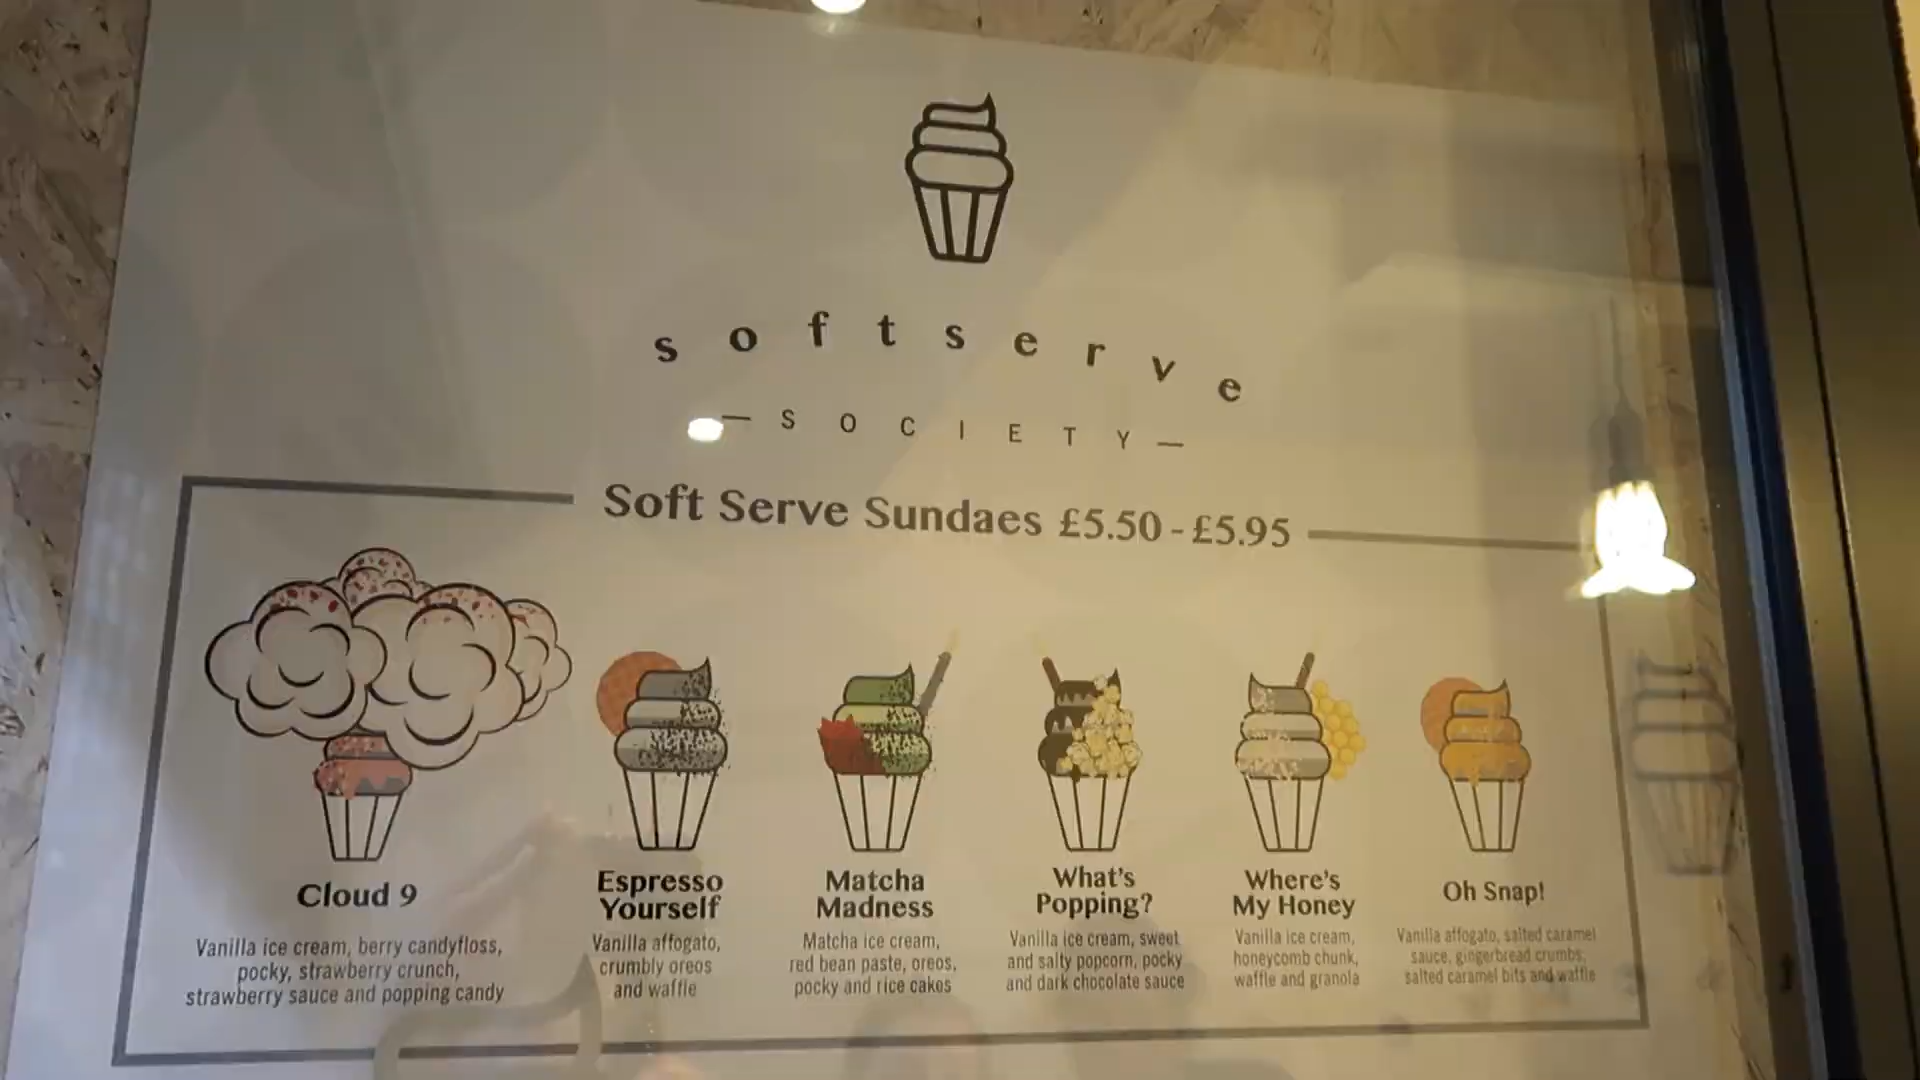 softserve
— SOCIETY —
Soft Serve Sundaes £5.50 - £5.95
Cloud 9
Vanilla ice cream, berry candyfloss,
pocky, strawberry crunch,
strawberry sauce and popping candy
Espresso
Yourself
Vanilla affogato,
crumbly oreos
and waffle
Matcha
Madness
Matcha ice cream,
red bean paste, oreos,
pocky and rice cakes
What's
Popping?
Vanilla ice cream, sweet
and salty popcorn, pocky
and dark chocolate sauce
Where's
My Honey
Vanilla ice cream,
honeycomb chunk,
waffle and granola
Oh Snap!
Vanilla affogato, salted caramel
sauce, gingerbread crumbs,
salted caramel bits and waffle